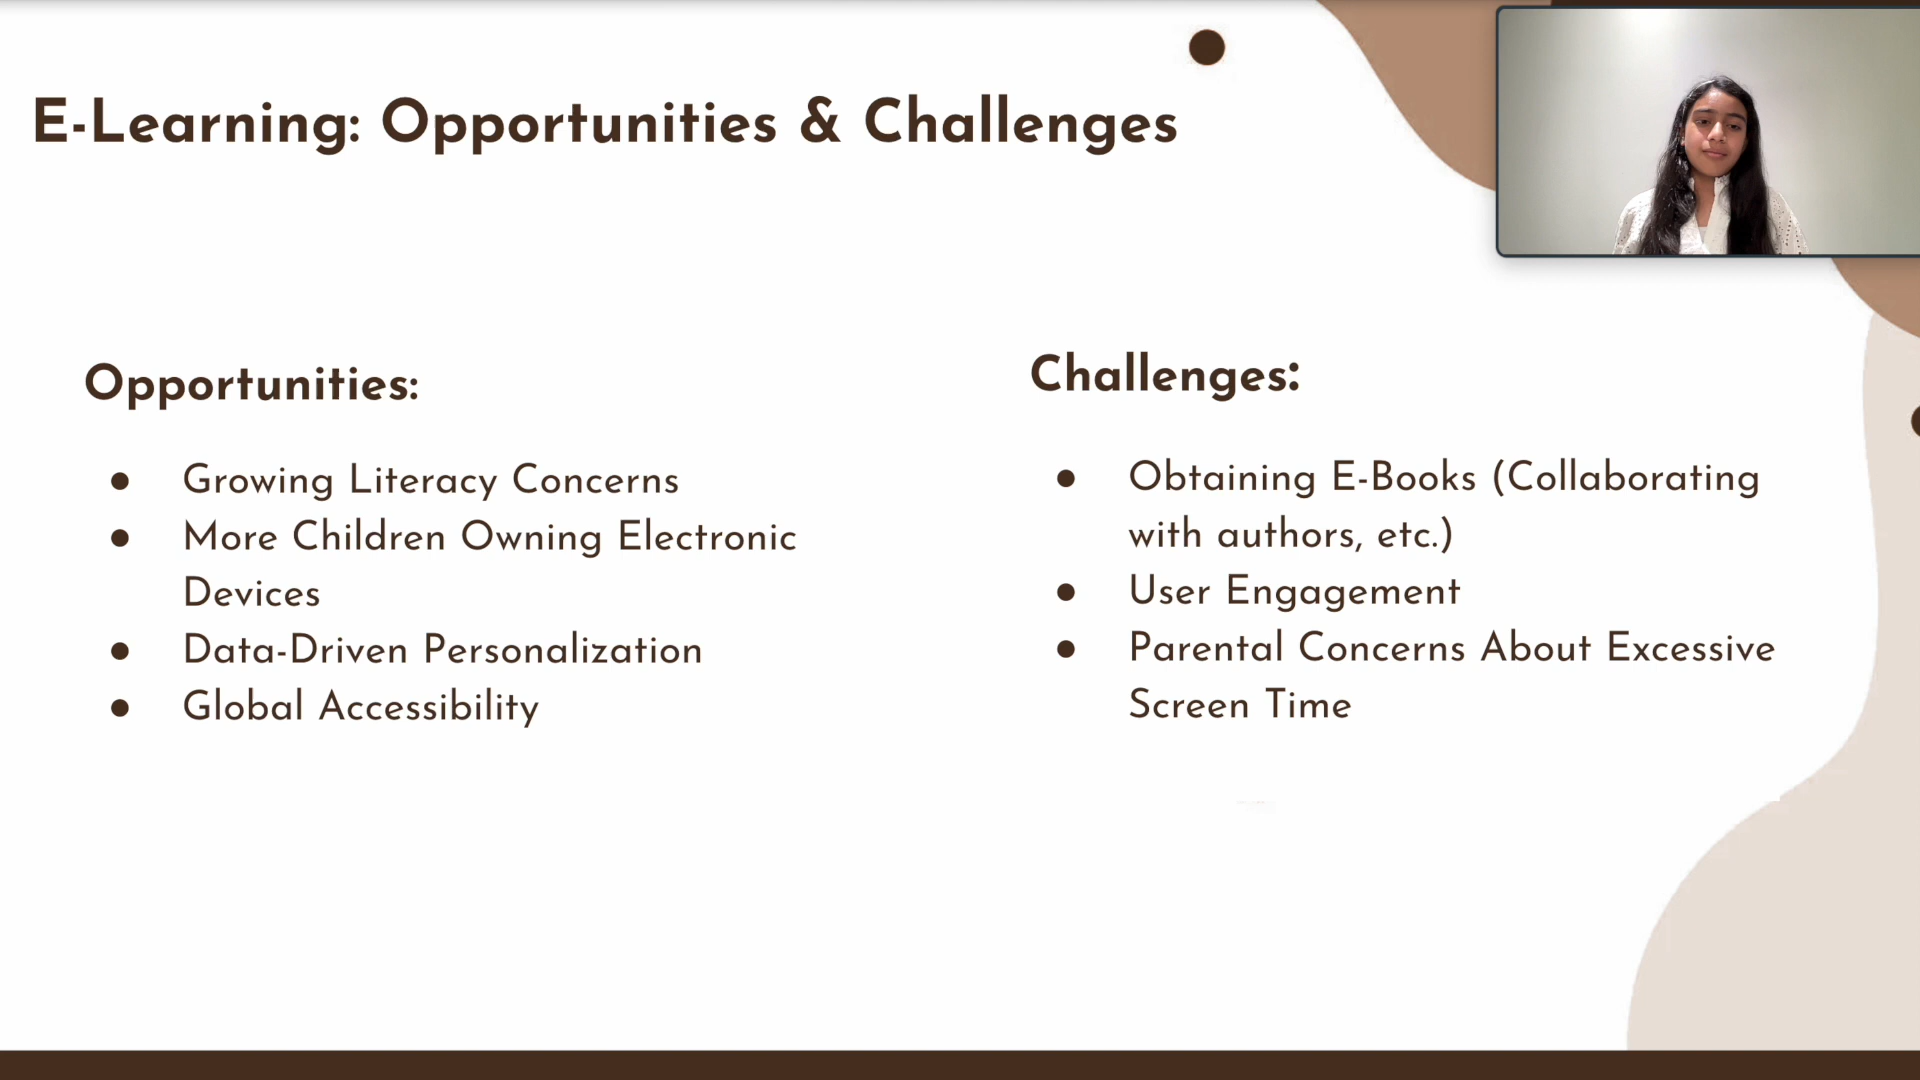 E-Learning: Opportunities & Challenges
Opportunities:
● Growing Literacy Concerns
● More Children Owning Electronic
Devices
● Data-Driven Personalization
● Global Accessibility
Challenges:
● Obtaining E-Books (Collaborating
with authors, etc.)
● User Engagement
● Parental Concerns About Excessive
Screen Time